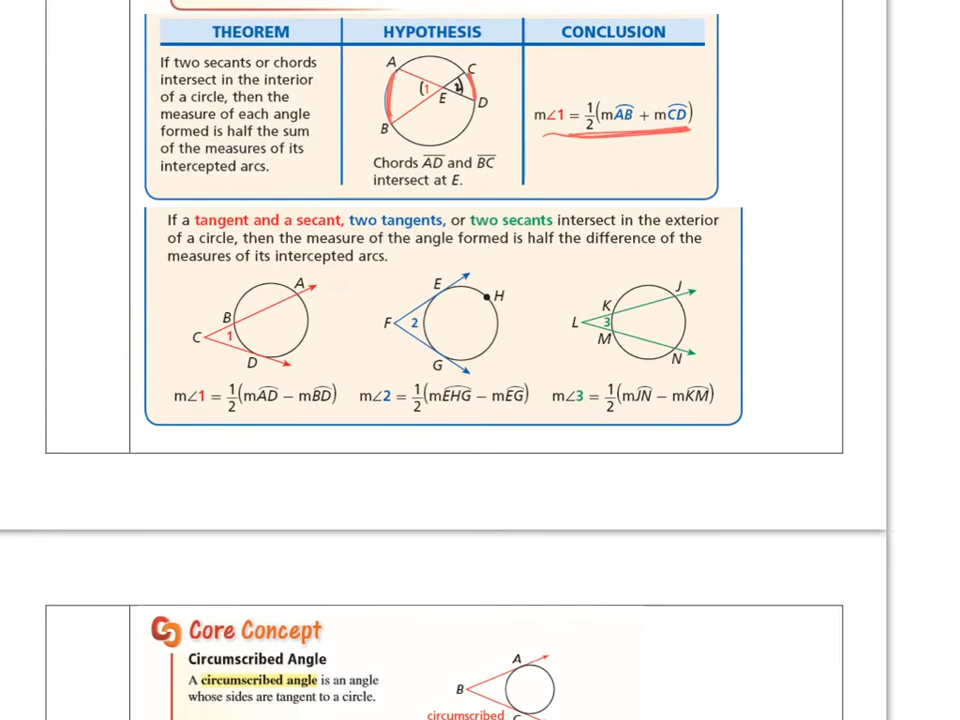 THEOREM HYPOTHESIS CONCLUSION
If two secants or chords
intersect in the interior
of a circle, then the
measure of each angle
formed is half the sum
of the measures of its
intercepted arcs.
A
C
1 2
E
D
B
Chords AD and BC
intersect at E.
m∠1 = 1/2(mAB + mCD)
If a tangent and a secant, two tangents, or two secants intersect in the exterior
of a circle, then the measure of the angle formed is half the difference of the
measures of its intercepted arcs.
A
B
C 1
D
E
H
F 2
G
J
K
L 3
M
N
m∠1 = 1/2(mAD − mBD) m∠2 = 1/2(mEHG − mEG) m∠3 = 1/2(mJN − mKM)
Core Concept
Circumscribed Angle
A circumscribed angle is an angle
whose sides are tangent to a circle.
A
B
circumscribed
C